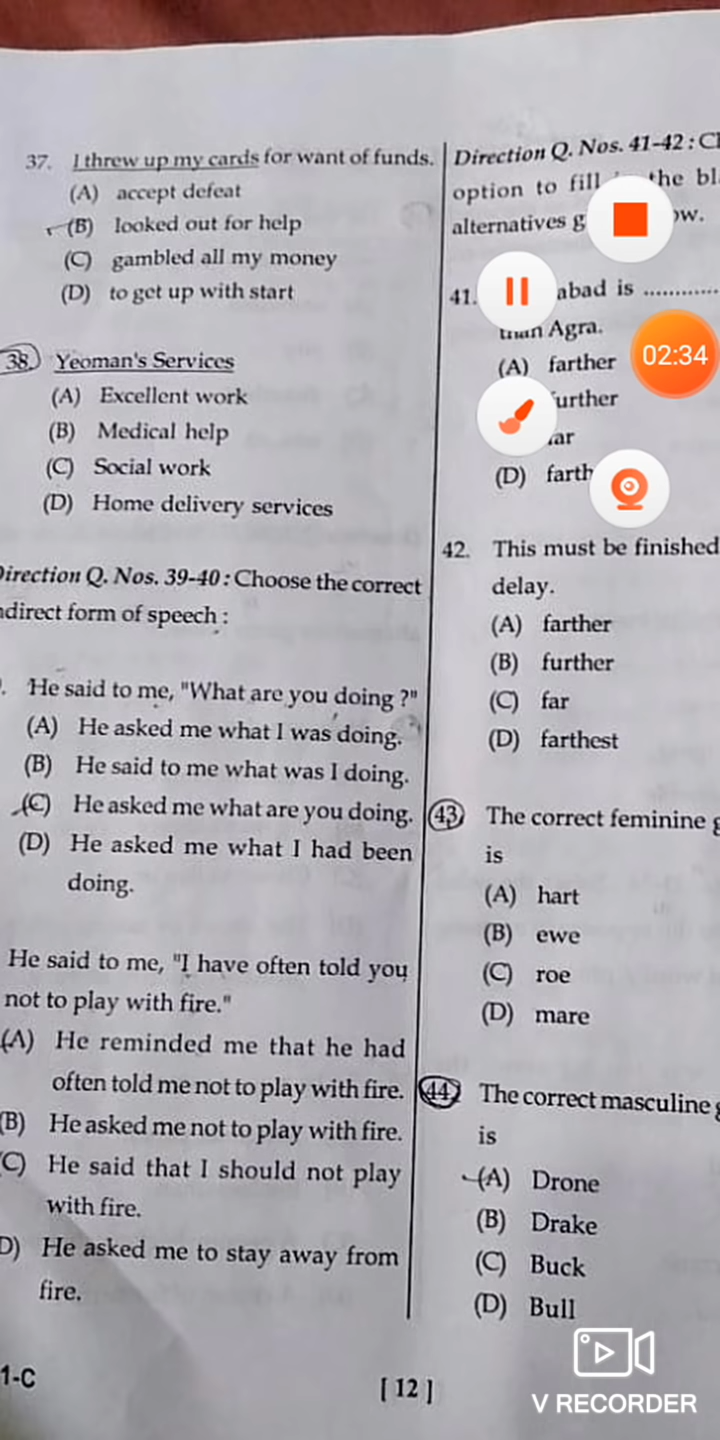 37. I threw up my cards for want of funds.
(A) accept defeat
(B) looked out for help
(C) gambled all my money
(D) to get up with start
38. Yeoman's Services
(A) Excellent work
(B) Medical help
(C) Social work
(D) Home delivery services
Direction Q. Nos. 39-40 : Choose the correct
ndirect form of speech :
. He said to me, "What are you doing ?"
(A) He asked me what I was doing.
(B) He said to me what was I doing.
(C) He asked me what are you doing.
(D) He asked me what I had been
doing.
He said to me, "I have often told you
not to play with fire."
(A) He reminded me that he had
often told me not to play with fire.
(B) He asked me not to play with fire.
C) He said that I should not play
with fire.
D) He asked me to stay away from
fire.
1-C
[ 12 ]
Direction Q. Nos. 41-42 : Cl
option to fill the bl
alternatives g ow.
41. abad is ............
than Agra.
(A) farther
further
far
(D) farth
42. This must be finished
delay.
(A) farther
(B) further
(C) far
(D) farthest
43. The correct feminine g
is
(A) hart
(B) ewe
(C) roe
(D) mare
44. The correct masculine g
is
(A) Drone
(B) Drake
(C) Buck
(D) Bull
02:34
V RECORDER